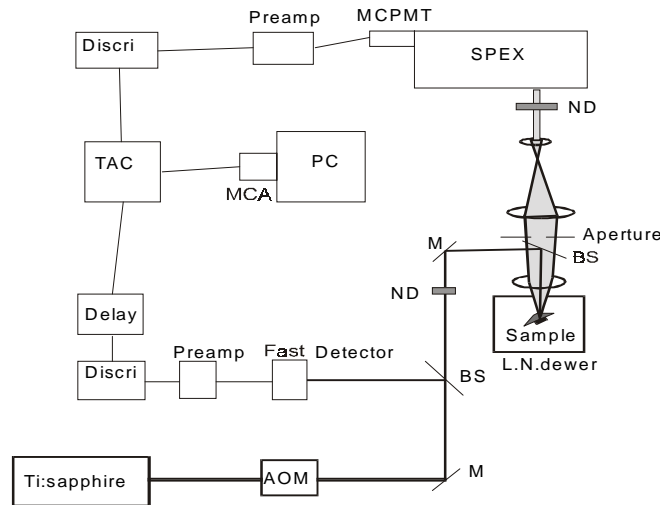 Preamp
MCPMT
Discri
SPEX
ND
TAC
PC
MCA
Aperture
M
BS
ND
Delay
Sample
Preamp
Fast
Detector
L.N.dewer
Discri
BS
Ti:sapphire
AOM
M